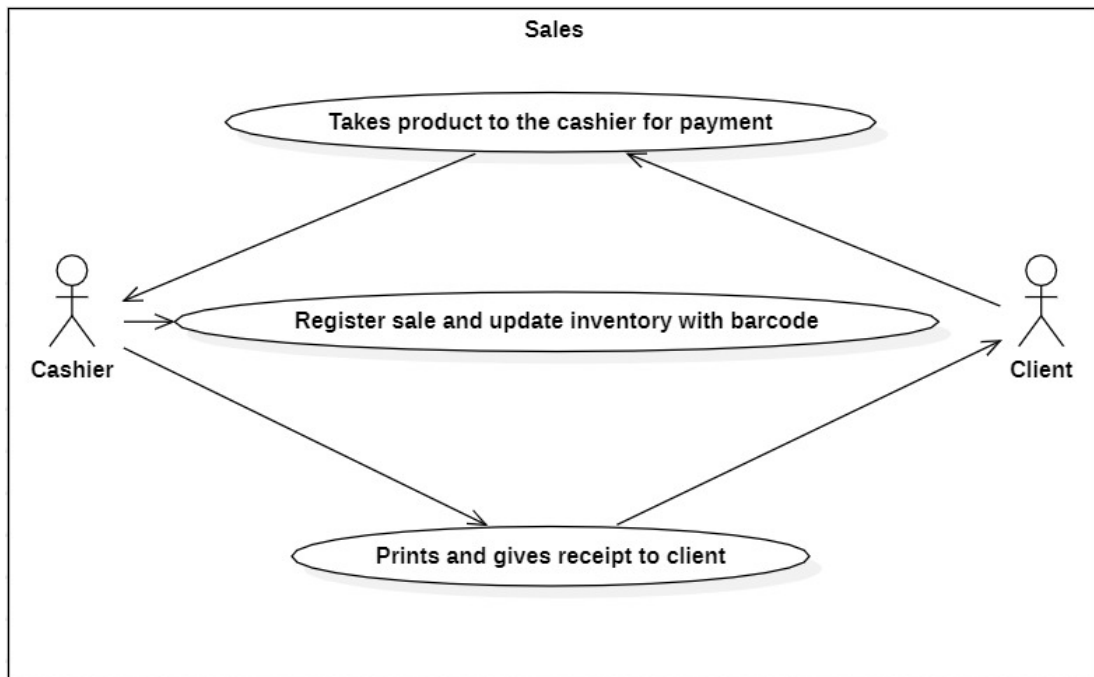 Sales
Takes product to the cashier for payment
Register sale and update inventory with barcode
Cashier
Client
Prints and gives receipt to client